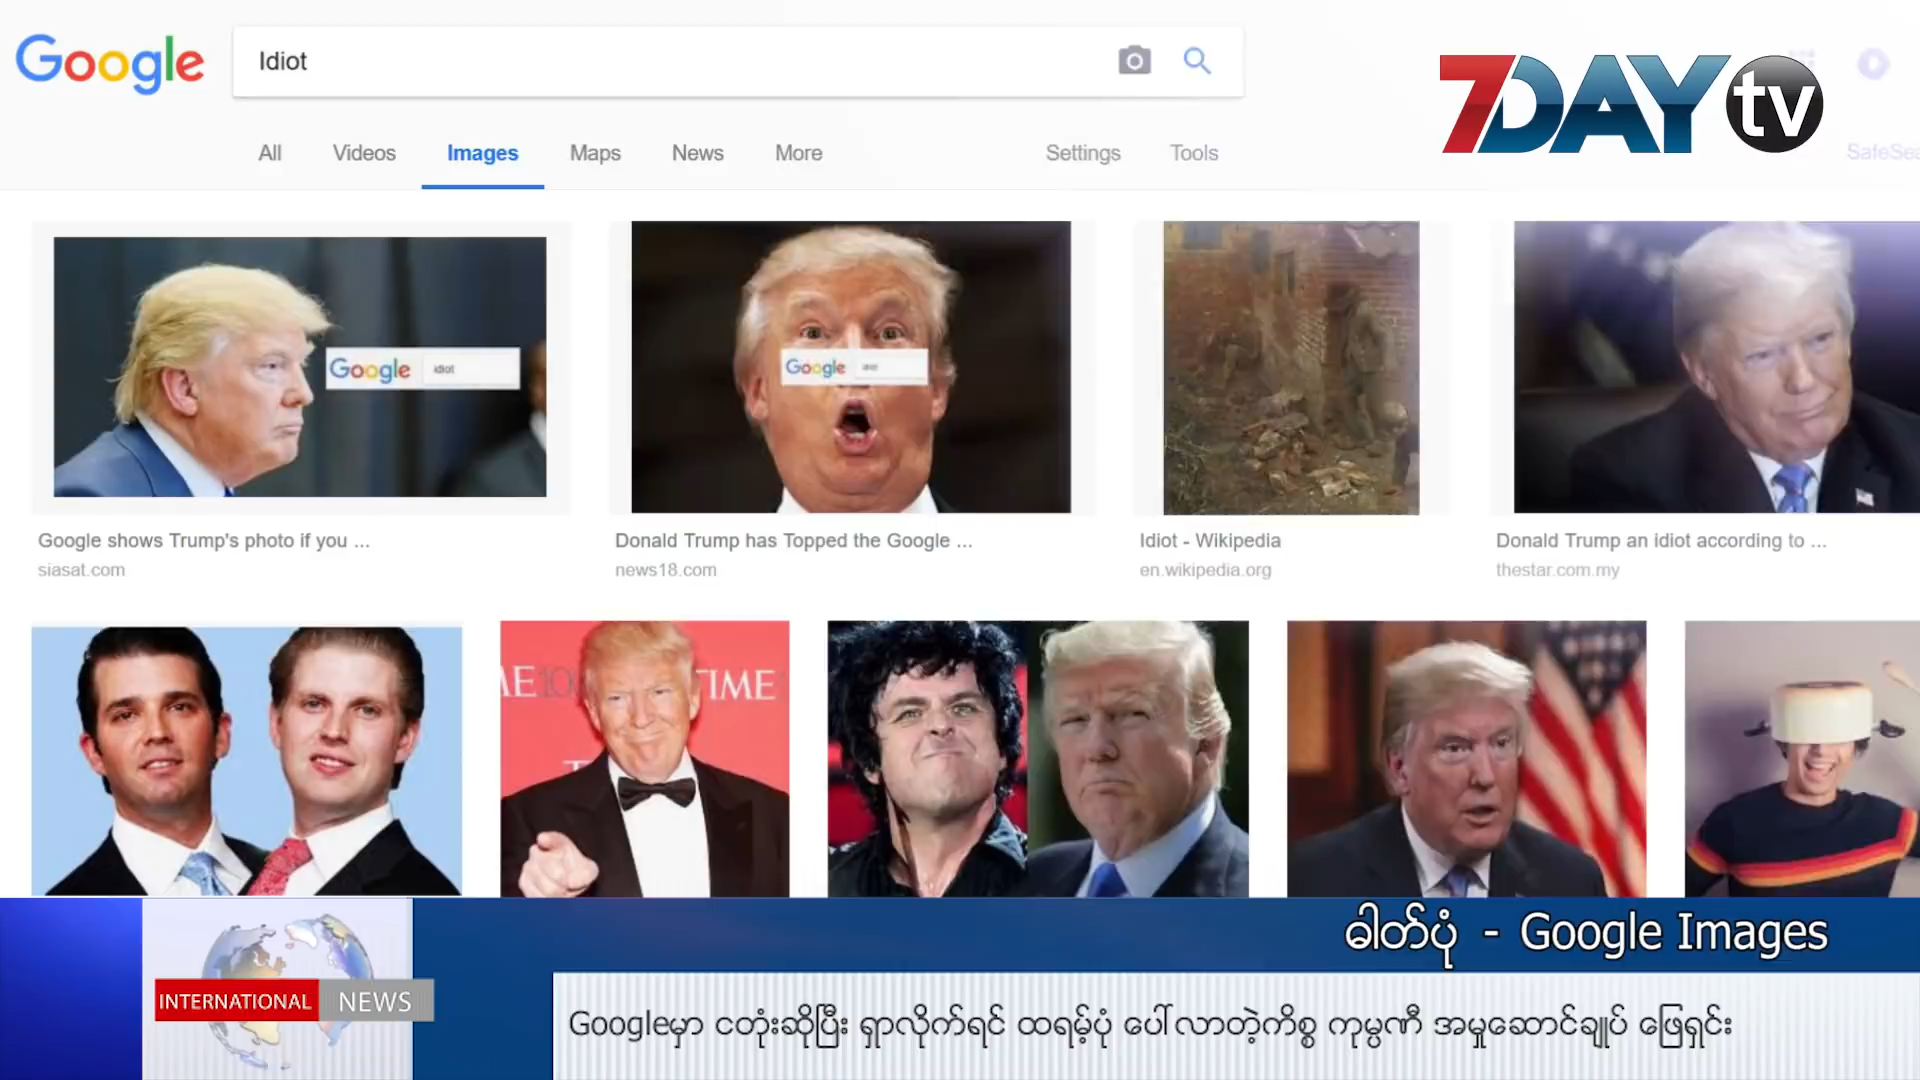 Google
Idiot
7DAY tv
All Videos Images Maps News More Settings Tools
Google idiot
Google
Google shows Trump's photo if you ...
siasat.com
Donald Trump has Topped the Google ...
news18.com
Idiot - Wikipedia
en.wikipedia.org
Donald Trump an idiot according to ...
thestar.com.my
TIME
ဓါတ်ပုံ - Google Images
INTERNATIONAL NEWS
Googleမှာ ငတုံးဆိုပြီး ရှာလိုက်ရင် ထရမ့်ပုံ ပေါ်လာတဲ့ကိစ္စ ကုမ္ပဏီ အမှုဆောင်ချုပ် ဖြေရှင်း